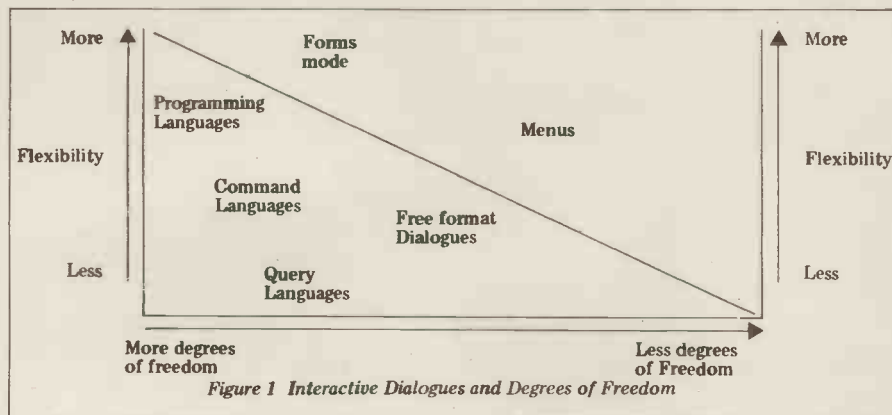 More
Forms
mode
More
Programming
Languages
Menus
Flexibility
Flexibility
Command
Languages
Free format
Dialogues
Less
Query
Languages
Less
More degrees
of freedom
Less degrees
of Freedom
Figure 1 Interactive Dialogues and Degrees of Freedom